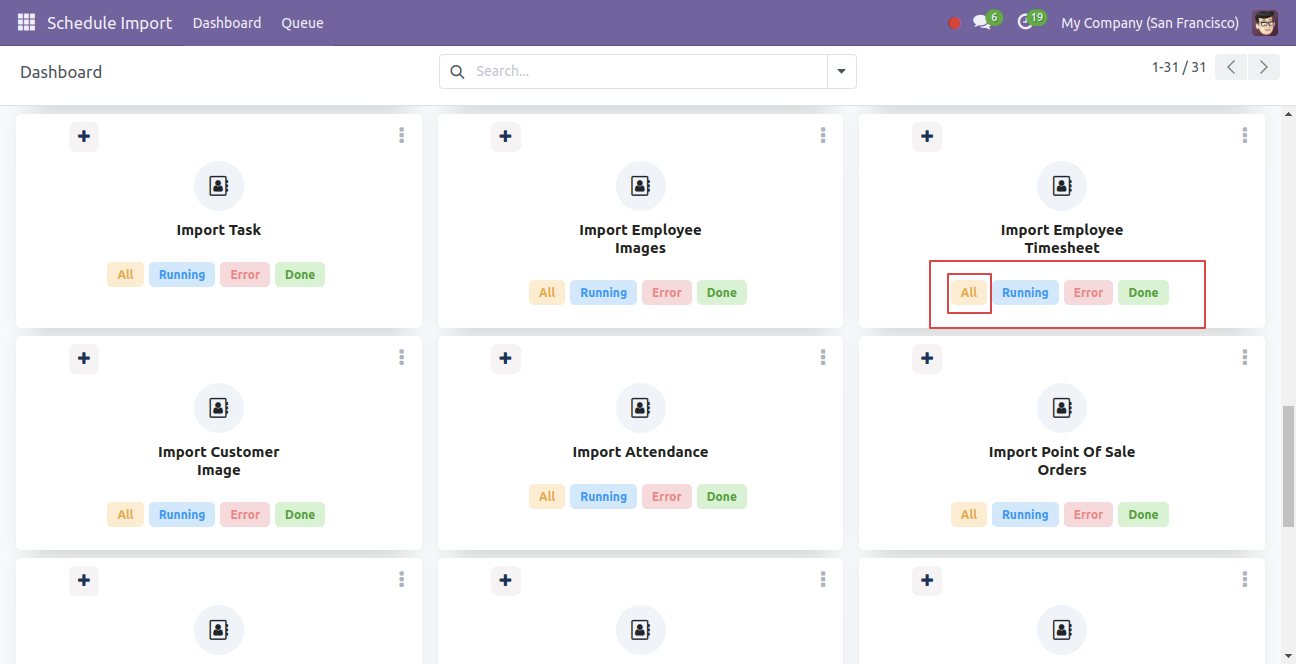 Schedule Import Dashboard Queue 6 19 My Company (San Francisco)
Dashboard Search... 1-31 / 31
Import Task
All Running Error Done
Import Employee
Images
All Running Error Done
Import Employee
Timesheet
All Running Error Done
Import Customer
Image
All Running Error Done
Import Attendance
All Running Error Done
Import Point Of Sale
Orders
All Running Error Done